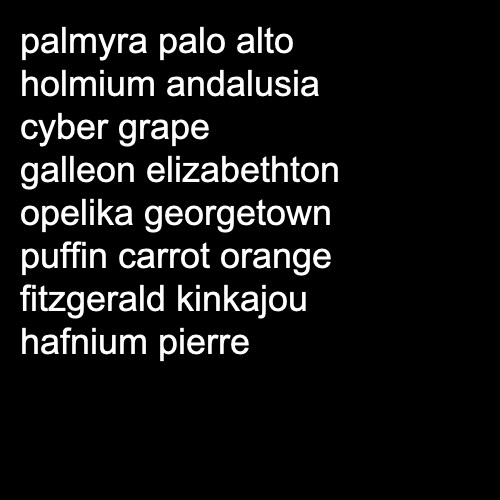 palmyra palo alto
holmium andalusia
cyber grape
galleon elizabethton
opelika georgetown
puffin carrot orange
fitzgerald kinkajou
hafnium pierre